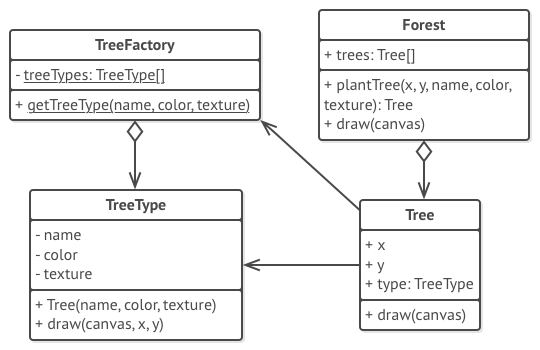 TreeFactory
- treeTypes: TreeType[]
+ getTreeType(name, color, texture)
Forest
+ trees: Tree[]
+ plantTree(x, y, name, color,
texture): Tree
+ draw(canvas)
TreeType
- name
- color
- texture
+ Tree(name, color, texture)
+ draw(canvas, x, y)
Tree
+ x
+ y
+ type: TreeType
+ draw(canvas)